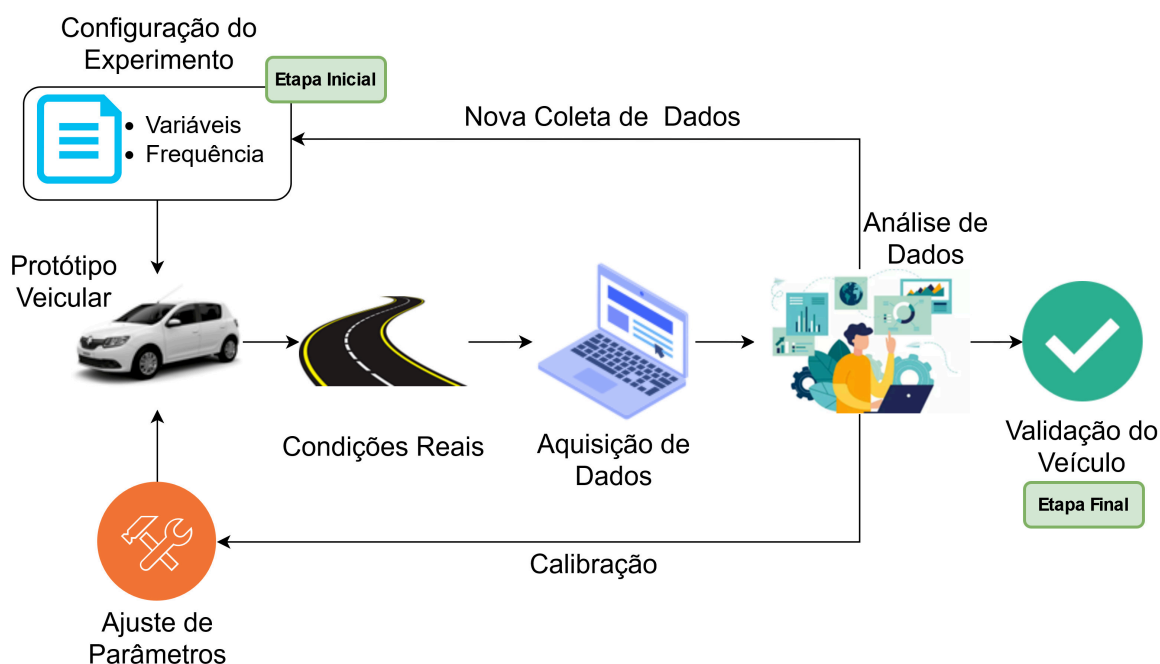 Configuração do
Experimento
Etapa Inicial
Variáveis
Frequência
Nova Coleta de Dados
Protótipo
Veicular
Análise de
Dados
Condições Reais
Aquisição de
Dados
Validação do
Veículo
Etapa Final
Calibração
Ajuste de
Parâmetros